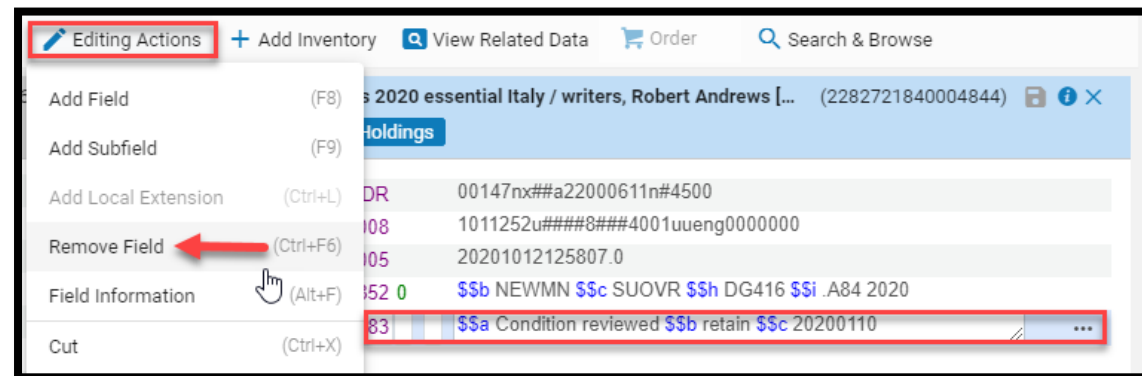 Editing Actions + Add Inventory View Related Data Order Search & Browse
Add Field (F8) s 2020 essential Italy / writers, Robert Andrews [... (2282721840004844)
Holdings
Add Subfield (F9)
Add Local Extension (Ctrl+L) DR 00147nx##a22000611n#4500
008 1011252u####8###4001uueng0000000
Remove Field (Ctrl+F6) 005 20201012125807.0
Field Information (Alt+F) 852 0 $$b NEWMN $$c SUOVR $$h DG416 $$i .A84 2020
83 $$a Condition reviewed $$b retain $$c 20200110 ...
Cut (Ctrl+X)